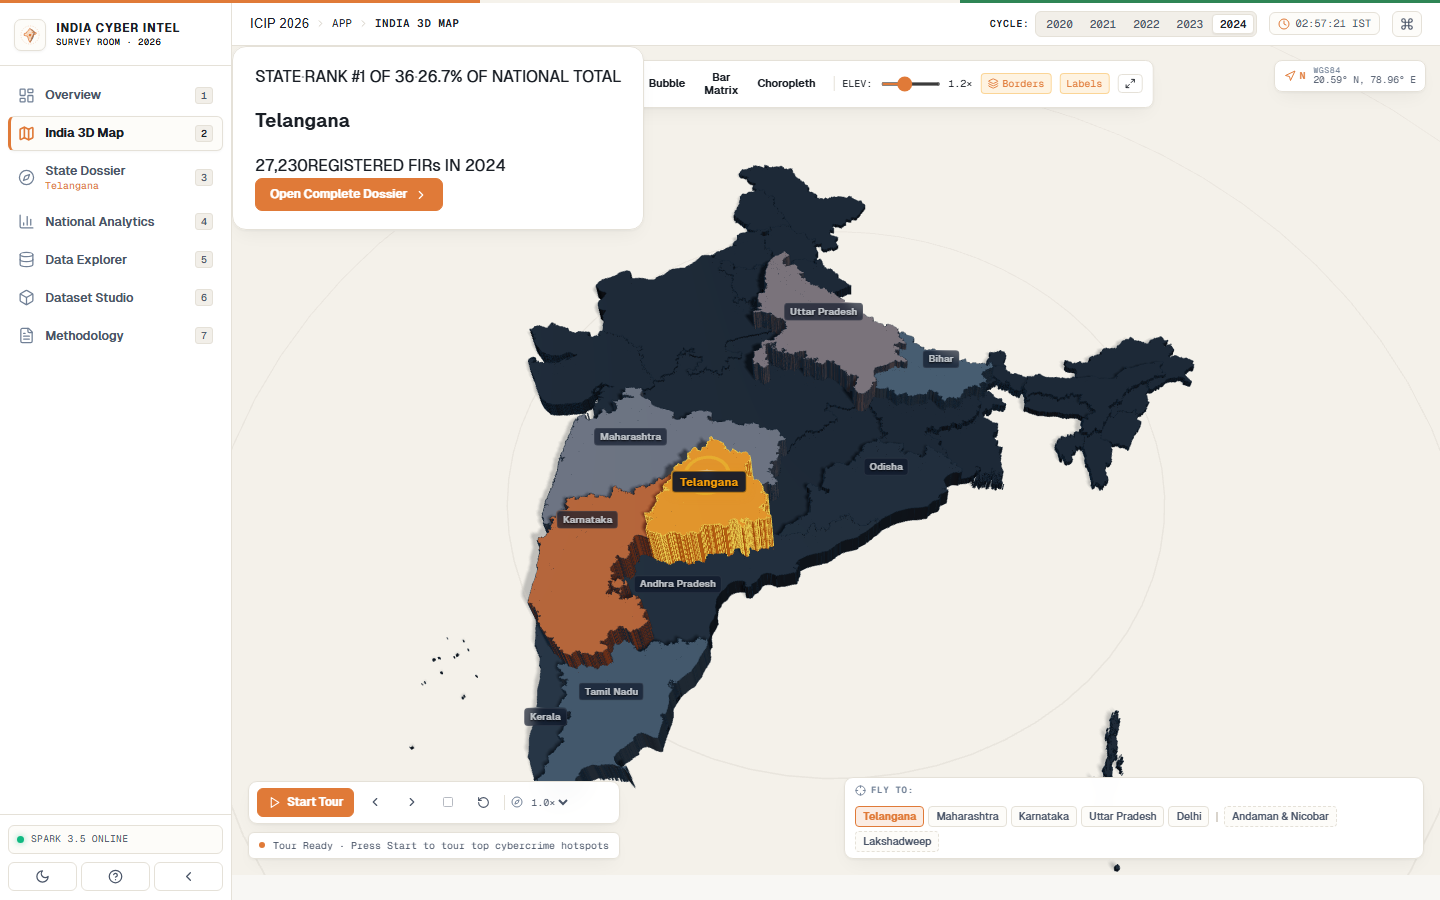 INDIA CYBER INTEL
SURVEY ROOM · 2026
Overview 1
India 3D Map 2
State Dossier 3
Telangana
National Analytics 4
Data Explorer 5
Dataset Studio 6
Methodology 7
SPARK 3.5 ONLINE
ICIP 2026 › APP › INDIA 3D MAP
CYCLE: 2020 2021 2022 2023 2024
02:57:21 IST
STATE RANK #1 OF 36·26.7% OF NATIONAL TOTAL
Telangana
27,230REGISTERED FIRs IN 2024
Open Complete Dossier
Bubble
Bar
Matrix
Choropleth
ELEV: 1.2×
Borders
Labels
N
WGS84
20.59° N, 78.96° E
Uttar Pradesh
Bihar
Maharashtra
Odisha
Telangana
Karnataka
Andhra Pradesh
Tamil Nadu
Kerala
Start Tour
1.0×
Tour Ready · Press Start to tour top cybercrime hotspots
FLY TO:
Telangana Maharashtra Karnataka Uttar Pradesh Delhi | Andaman & Nicobar
Lakshadweep